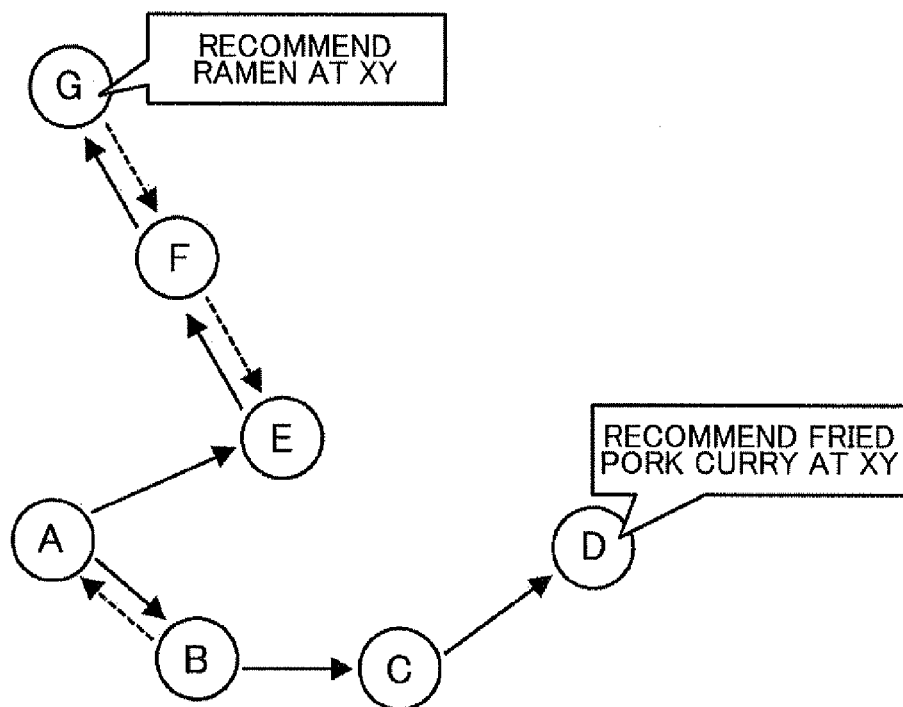 RECOMMEND
RAMEN AT XY
G
F
E
RECOMMEND FRIED
PORK CURRY AT XY
A
D
B
C